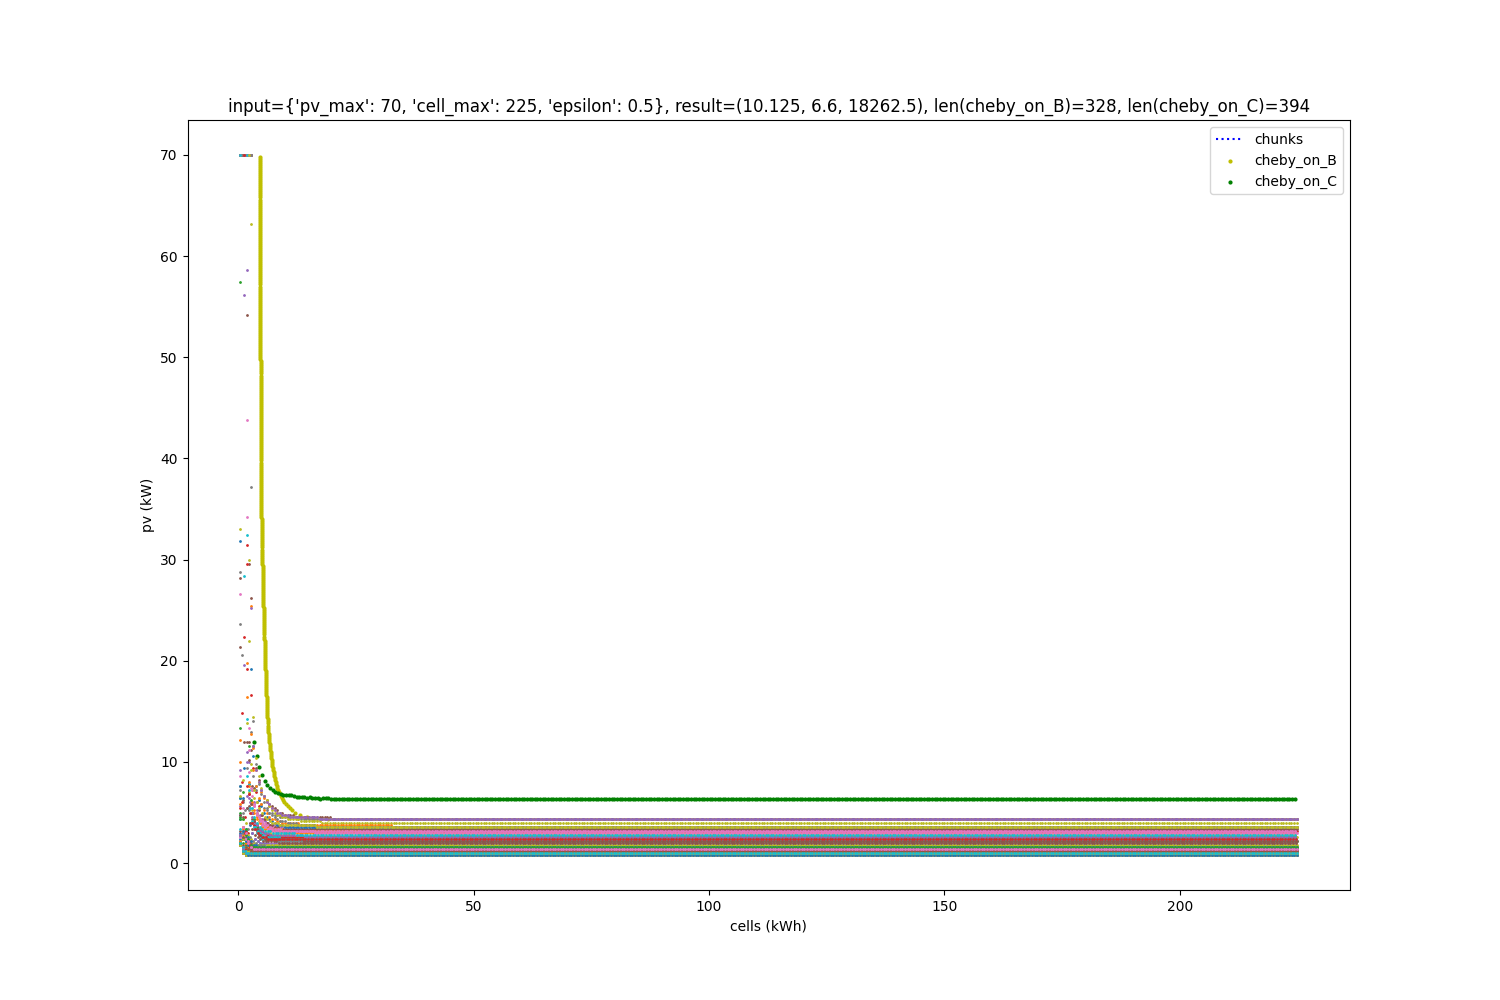 input={'pv_max': 70, 'cell_max': 225, 'epsilon': 0.5}, result=(10.125, 6.6, 18262.5), len(cheby_on_B)=328, len(cheby_on_C)=394
chunks
cheby_on_B
cheby_on_C
70
60
50
40
30
20
10
0
pv (kW)
0
50
100
150
200
cells (kWh)